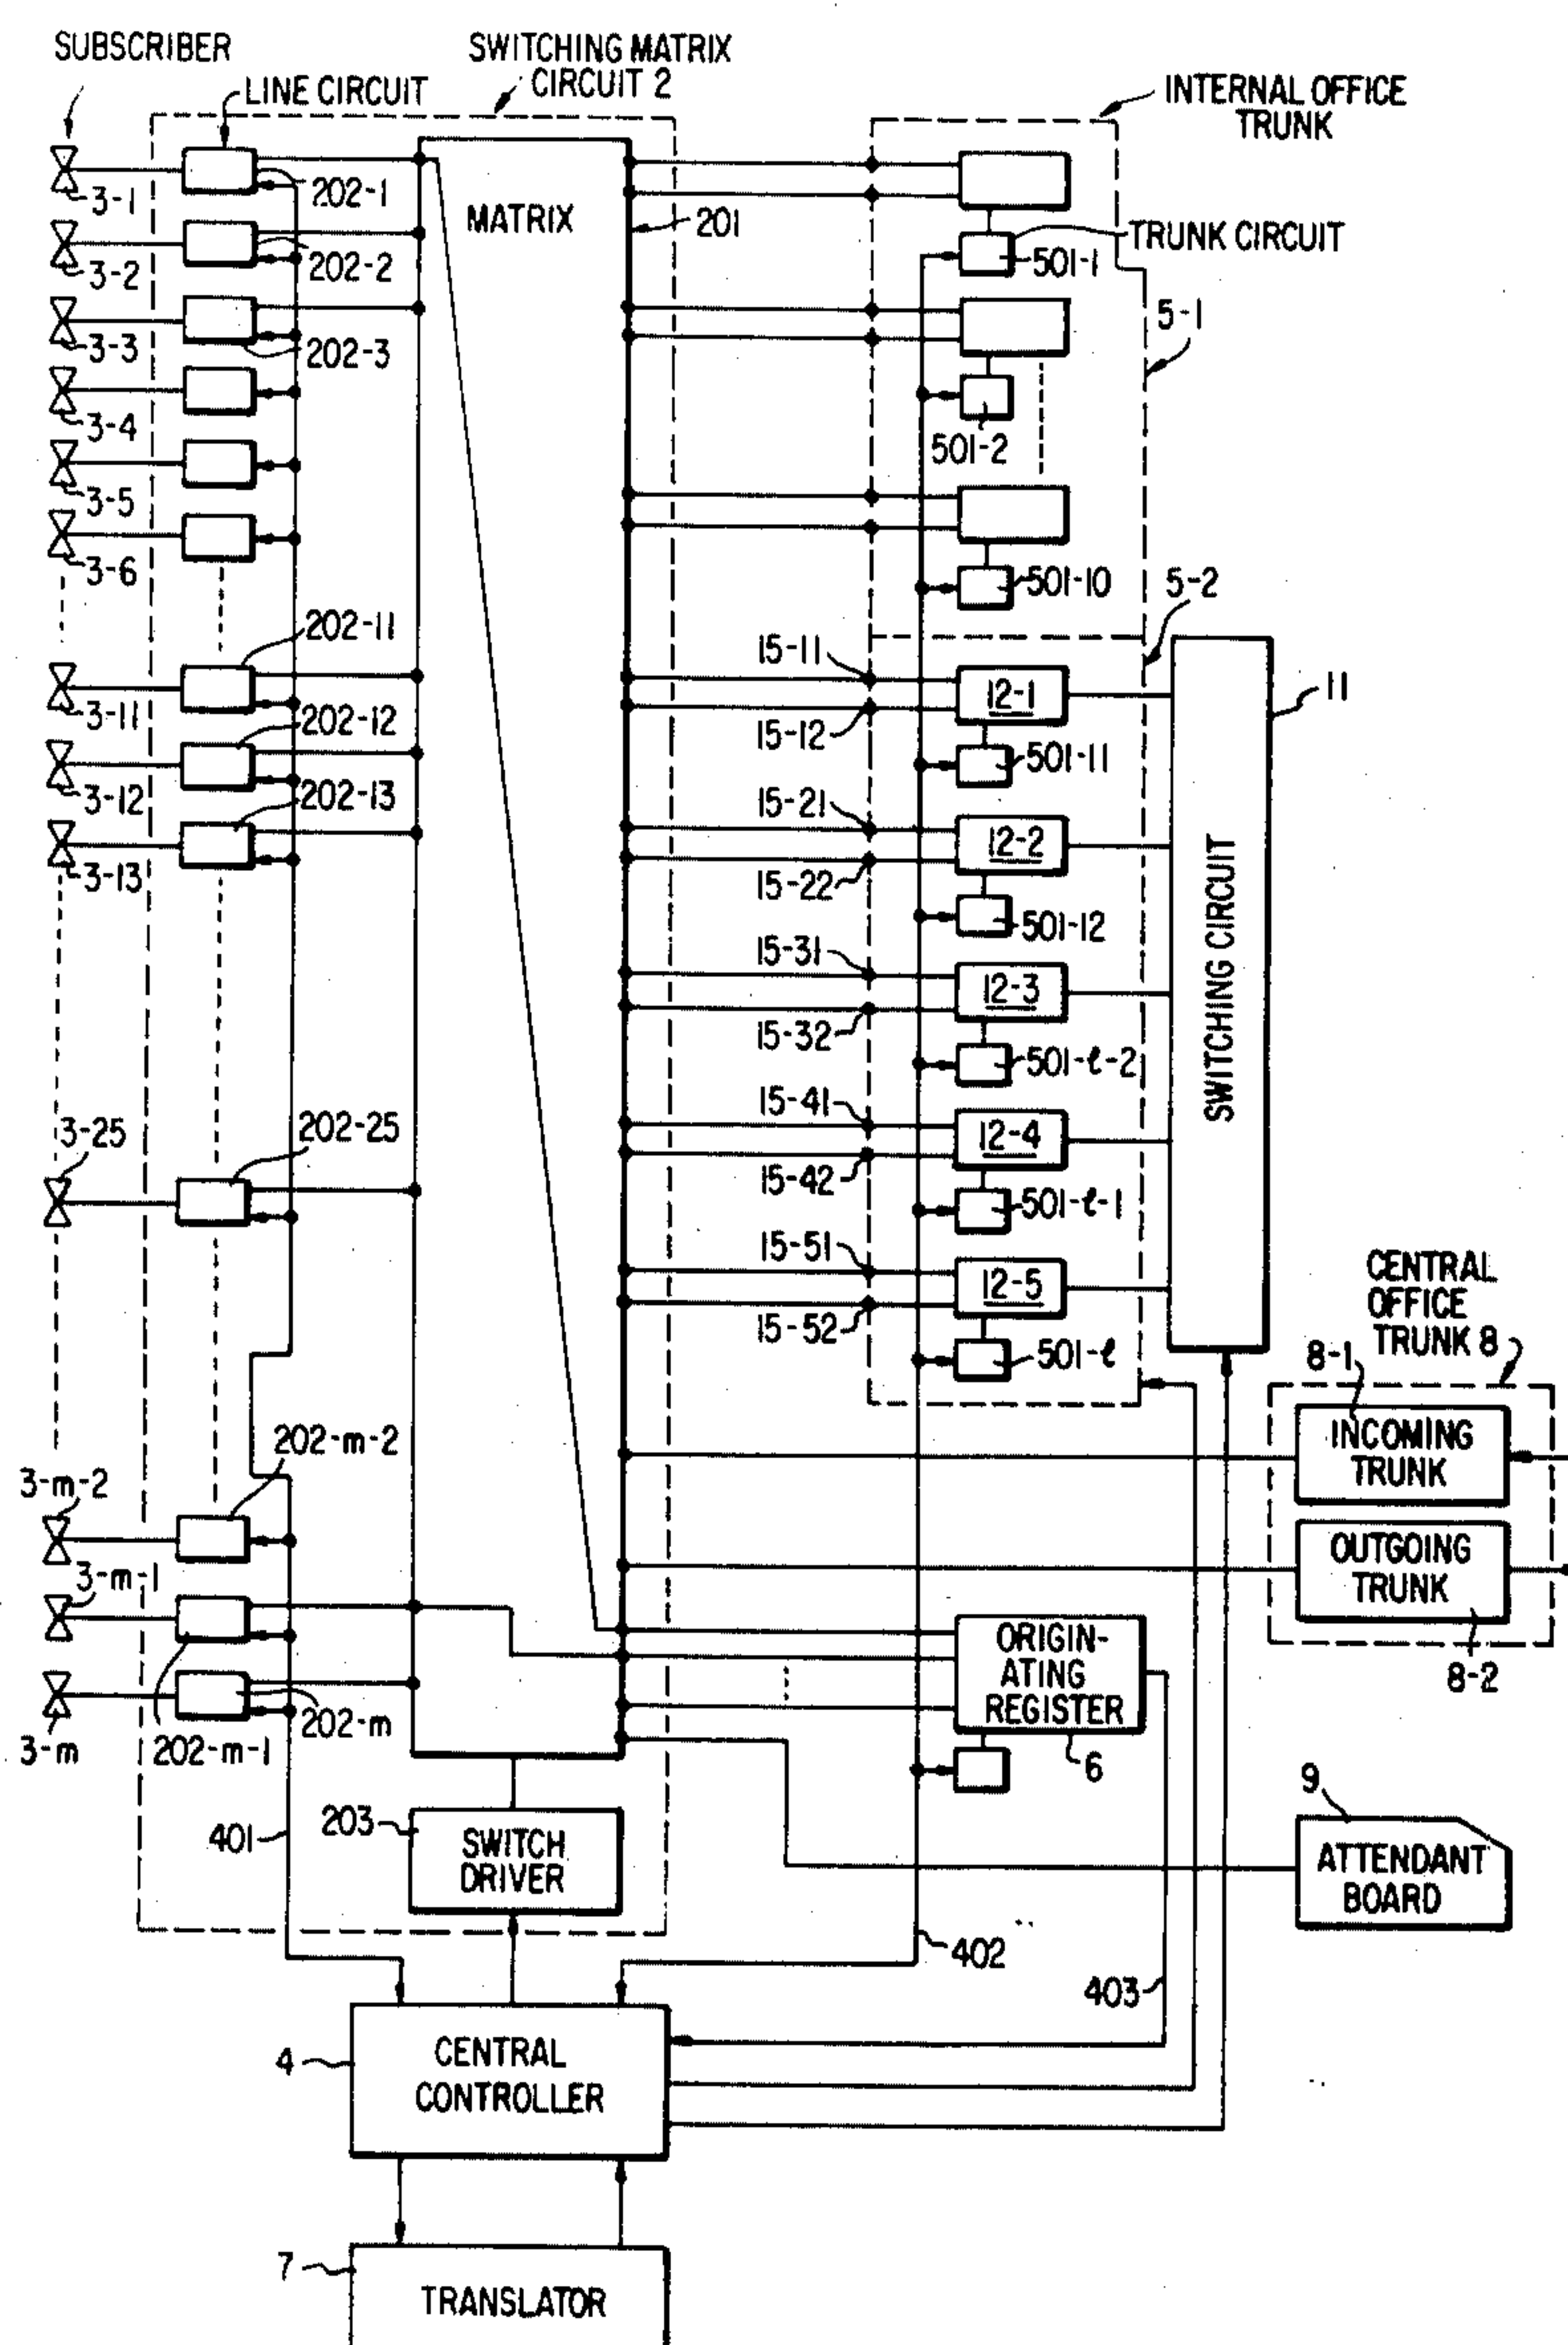 SUBSCRIBER
SWITCHING MATRIX
CIRCUIT 2
LINE CIRCUIT
INTERNAL OFFICE
TRUNK
3-1
202-1
MATRIX
201
TRUNK CIRCUIT
501-1
3-2
202-2
5-1
3-3
202-3
3-4
501-2
3-5
3-6
501-10
5-2
202-11
15-11
12-1
11
3-11
202-12
15-12
501-11
3-12
202-13
15-21
12-2
3-13
15-22
501-12
SWITCHING CIRCUIT
15-31
12-3
15-32
501-ℓ-2
3-25
202-25
15-41
12-4
15-42
501-ℓ-1
15-51
12-5
15-52
501-ℓ
CENTRAL
OFFICE
TRUNK 8
8-1
INCOMING
TRUNK
202-m-2
3-m-2
OUTGOING
TRUNK
8-2
3-m-1
ORIGIN-
ATING
REGISTER
6
3-m
202-m-1
202-m
9
ATTENDANT
BOARD
401
203
SWITCH
DRIVER
402
403
4
CENTRAL
CONTROLLER
7
TRANSLATOR